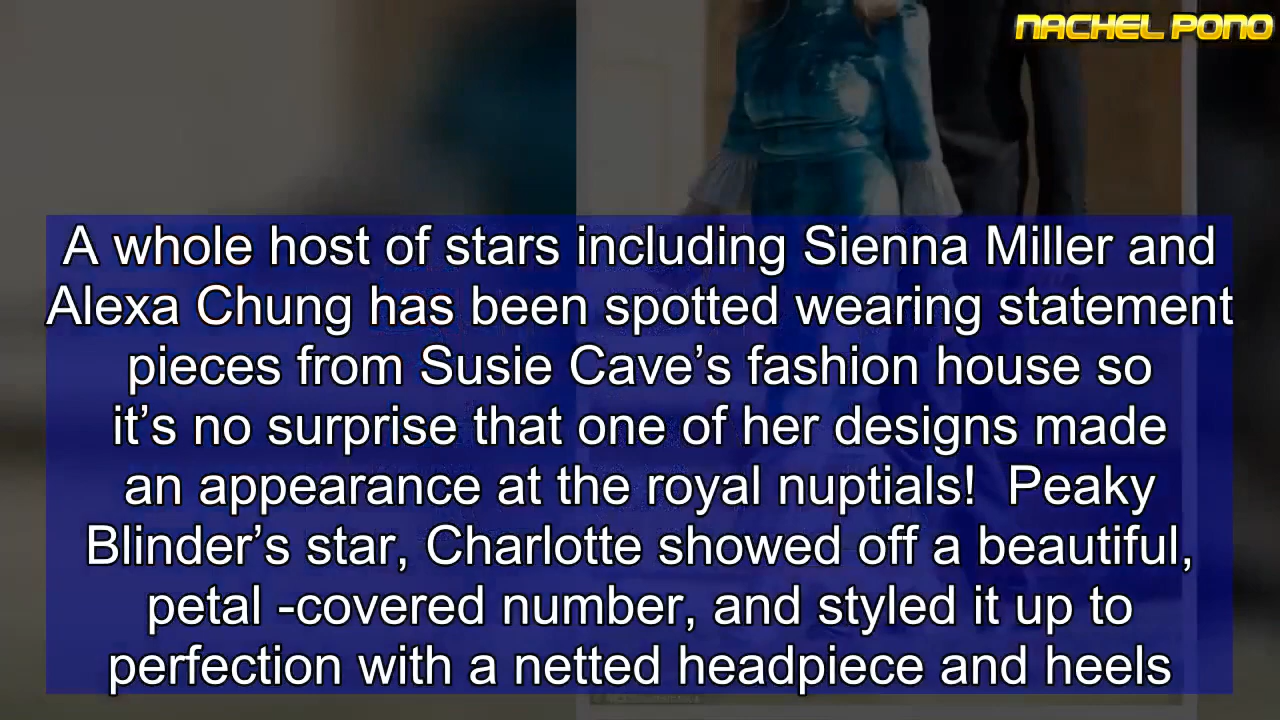 NACHEL PONO
A whole host of stars including Sienna Miller and
Alexa Chung has been spotted wearing statement
pieces from Susie Cave’s fashion house so
it’s no surprise that one of her designs made
an appearance at the royal nuptials!  Peaky
Blinder’s star, Charlotte showed off a beautiful,
petal -covered number, and styled it up to
perfection with a netted headpiece and heels